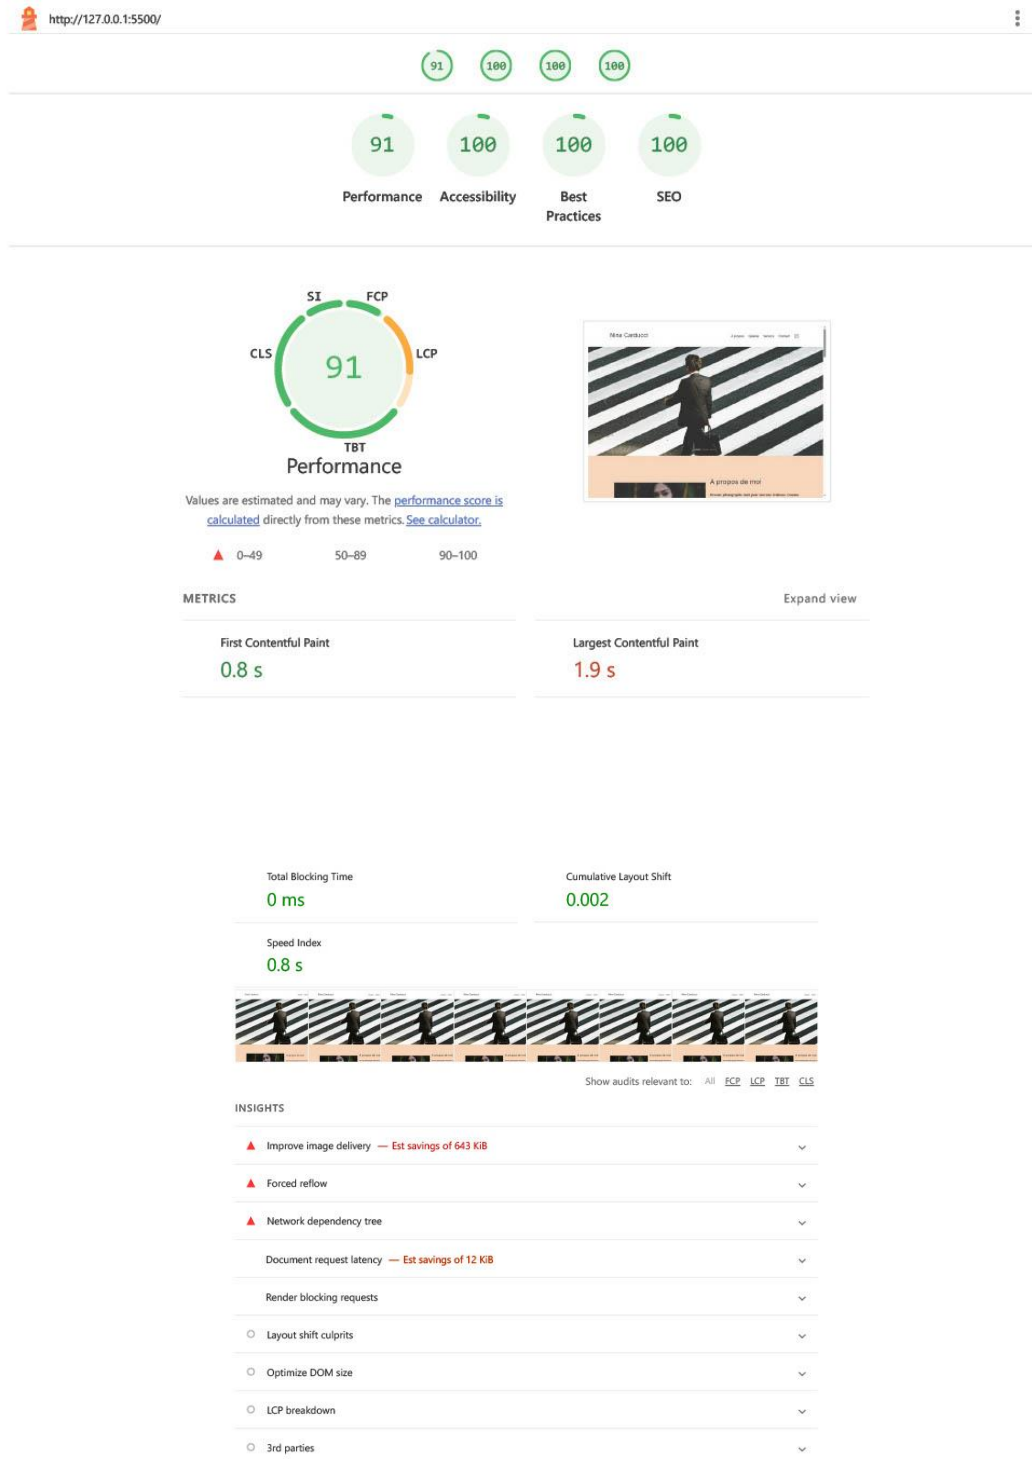 http://127.0.0.1:5500/
91 100 100 100
91 100 100 100
Performance Accessibility Best Practices SEO
SI FCP
CLS LCP
91
TBT
Performance
Nina Carducci
A propos de moi
Values are estimated and may vary. The performance score is
calculated directly from these metrics. See calculator.
0–49 50–89 90–100
METRICS Expand view
First Contentful Paint Largest Contentful Paint
0.8 s 1.9 s
Total Blocking Time Cumulative Layout Shift
0 ms 0.002
Speed Index
0.8 s
Show audits relevant to: All FCP LCP TBT CLS
INSIGHTS
Improve image delivery — Est savings of 643 KiB
Forced reflow
Network dependency tree
Document request latency — Est savings of 12 KiB
Render blocking requests
Layout shift culprits
Optimize DOM size
LCP breakdown
3rd parties